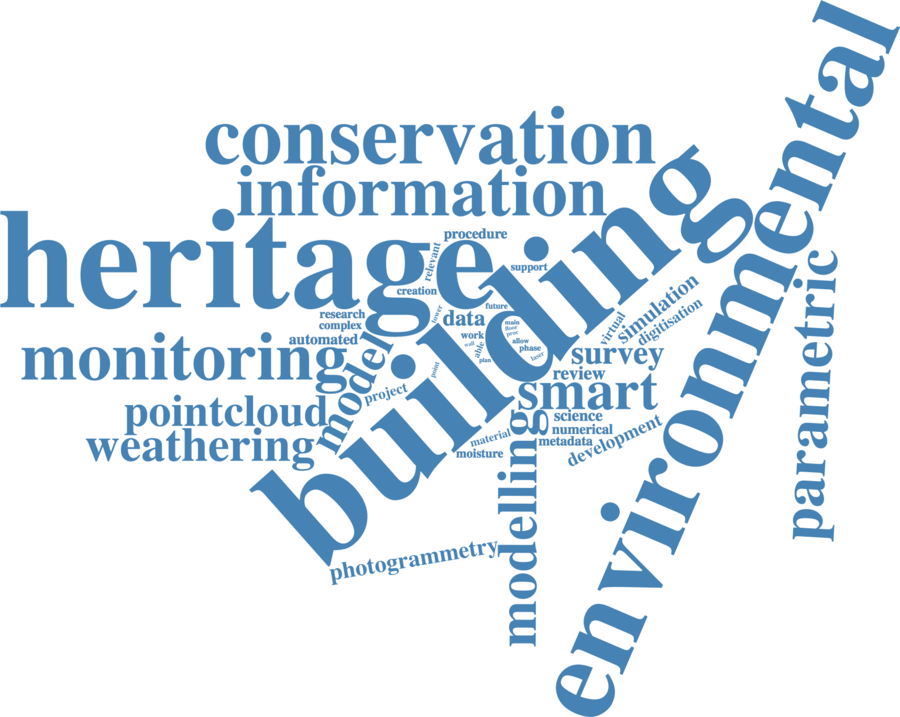 environmental
conservation
information
heritage
building
procedure
relevant
support
creation
future
lower
data
research
complex
automated
main
floor
proc
work
wall
able
allow
phase
laser
plan
point
virtual
simulation
digitisation
parametric
monitoring
model
survey
review
smart
project
pointcloud
weathering
science
numerical
metadata
development
material
moisture
modelling
photogrammetry